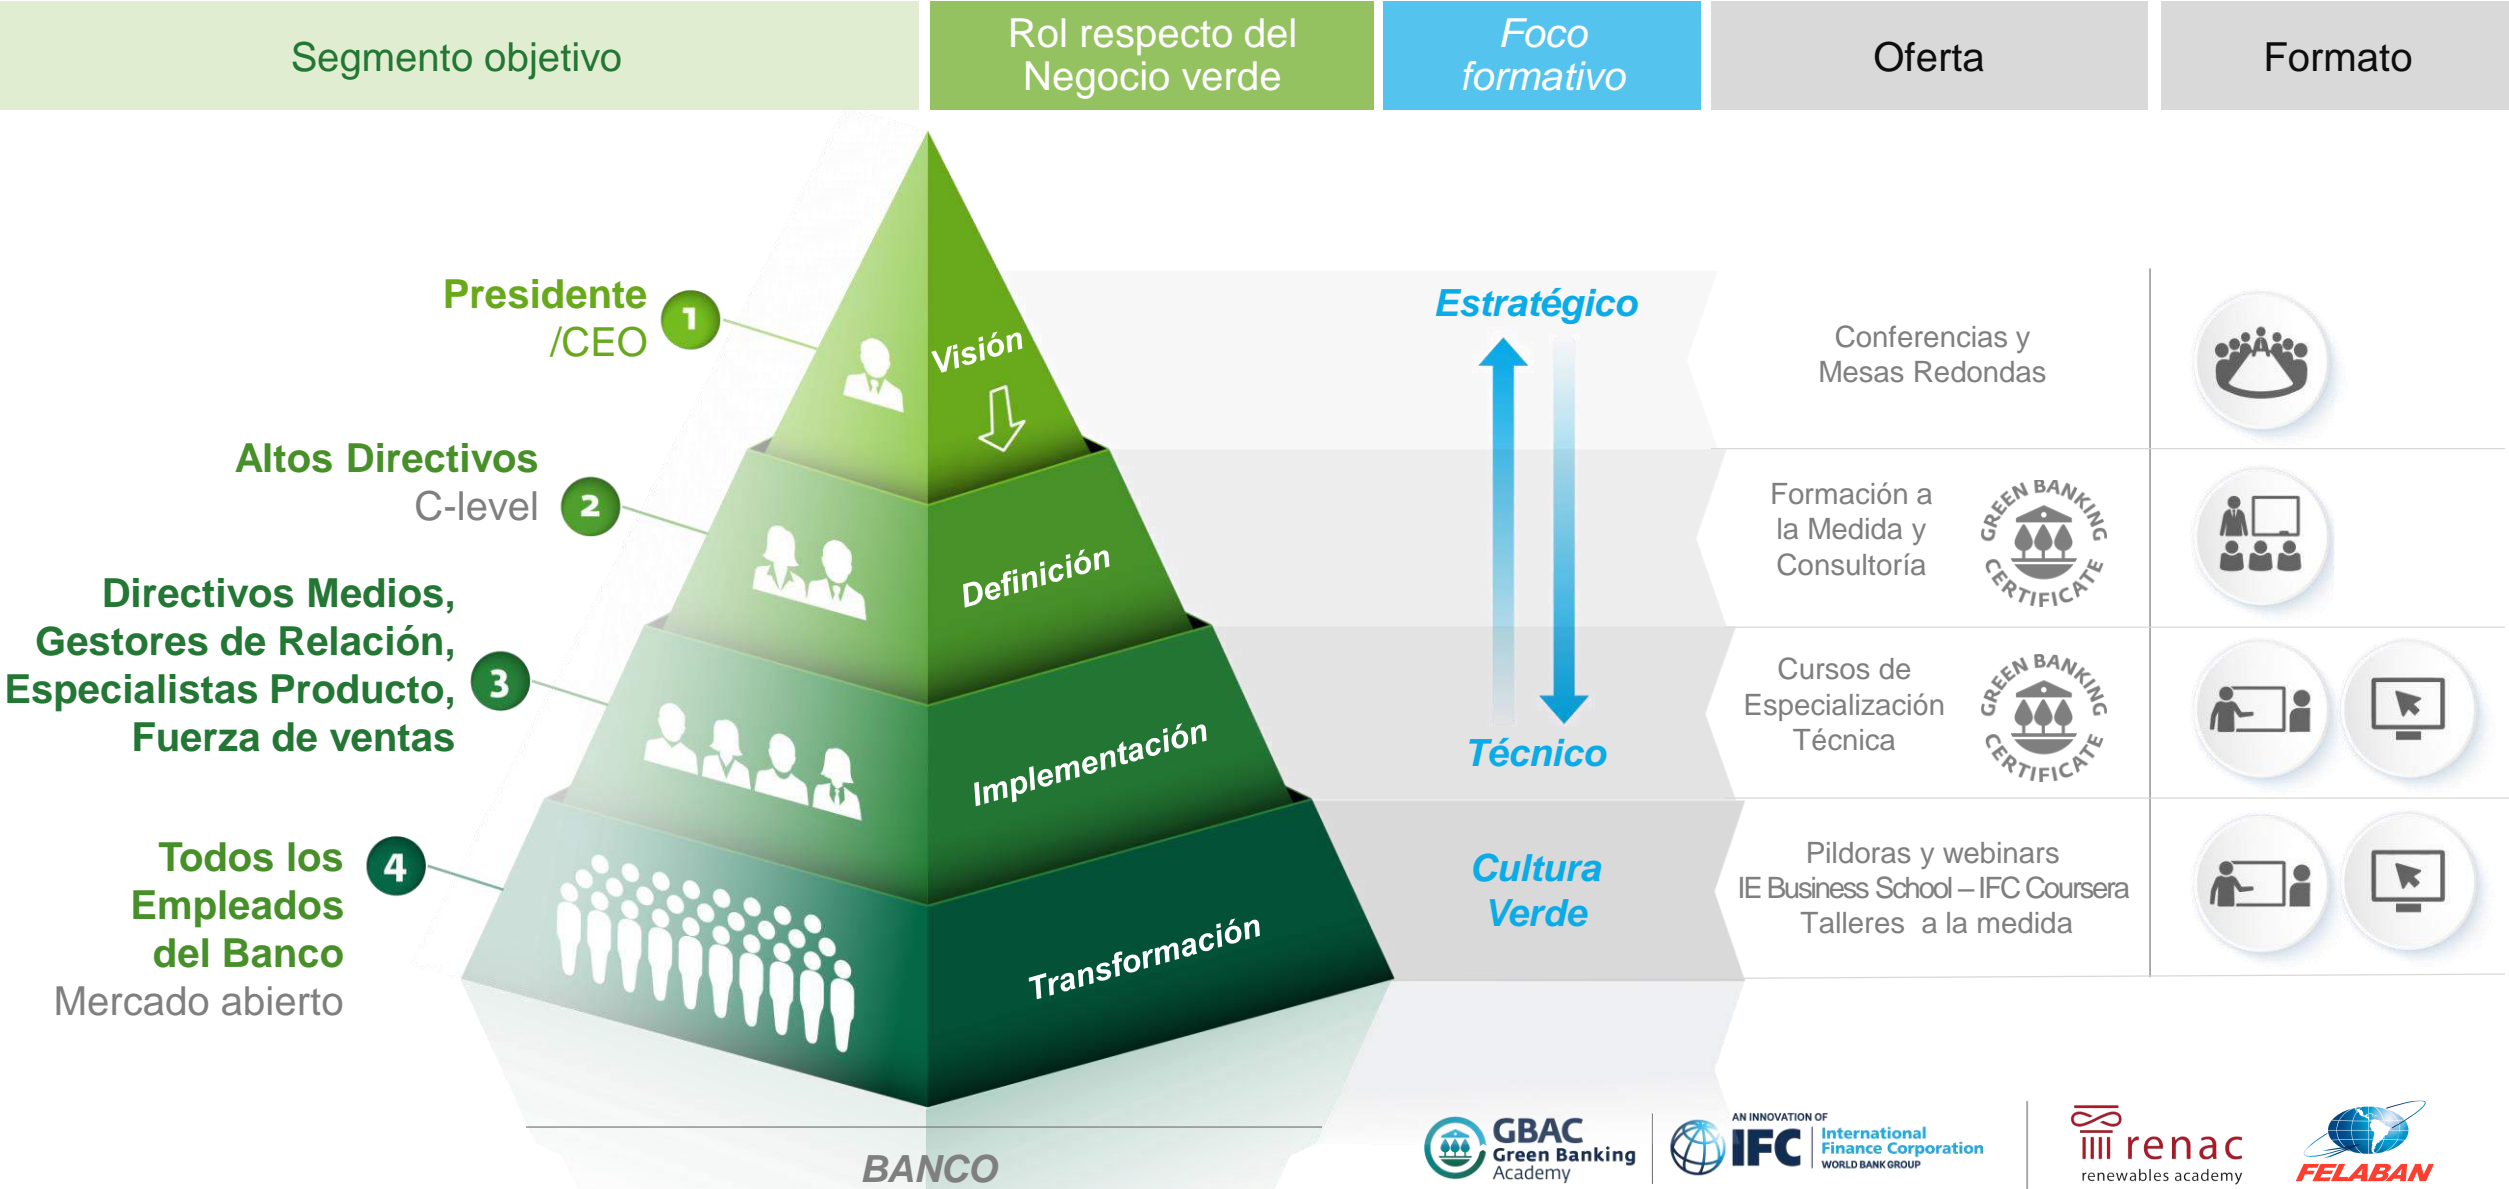 Segmento objetivo
Rol respecto del
Negocio verde
Foco
formativo
Oferta
Formato
Presidente
/CEO
1
Visión
Estratégico
Conferencias y
Mesas Redondas
Altos Directivos
C-level
2
Definición
Formación a
la Medida y
Consultoría
GREEN BANKING
CERTIFICATE
Directivos Medios,
Gestores de Relación,
Especialistas Producto,
Fuerza de ventas
3
Implementación
Técnico
Cursos de
Especialización
Técnica
GREEN BANKING
CERTIFICATE
Todos los
Empleados
del Banco
Mercado abierto
4
Transformación
Cultura
Verde
Pildoras y webinars
IE Business School – IFC Coursera
Talleres a la medida
BANCO
GBAC
Green Banking
Academy
AN INNOVATION OF
IFC
International
Finance Corporation
WORLD BANK GROUP
renac
renewables academy
FELABAN